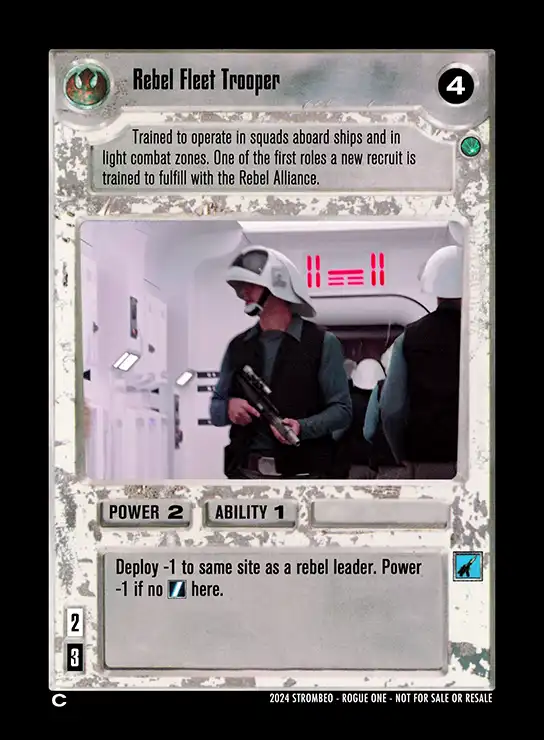 Rebel Fleet Trooper
4
Trained to operate in squads aboard ships and in
light combat zones. One of the first roles a new recruit is
trained to fulfill with the Rebel Alliance.
POWER 2
ABILITY 1
Deploy -1 to same site as a rebel leader. Power
-1 if no here.
2
3
C
2024 STROMBEO - ROGUE ONE - NOT FOR SALE OR RESALE